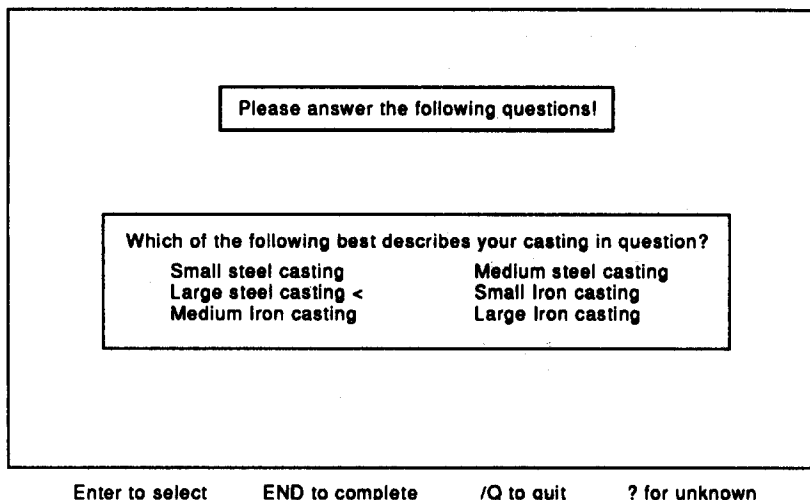 Please answer the following questions!
Which of the following best describes your casting in question?
Small steel casting Medium steel casting
Large steel casting < Small Iron casting
Medium Iron casting Large Iron casting
Enter to select END to complete /Q to quit ? for unknown